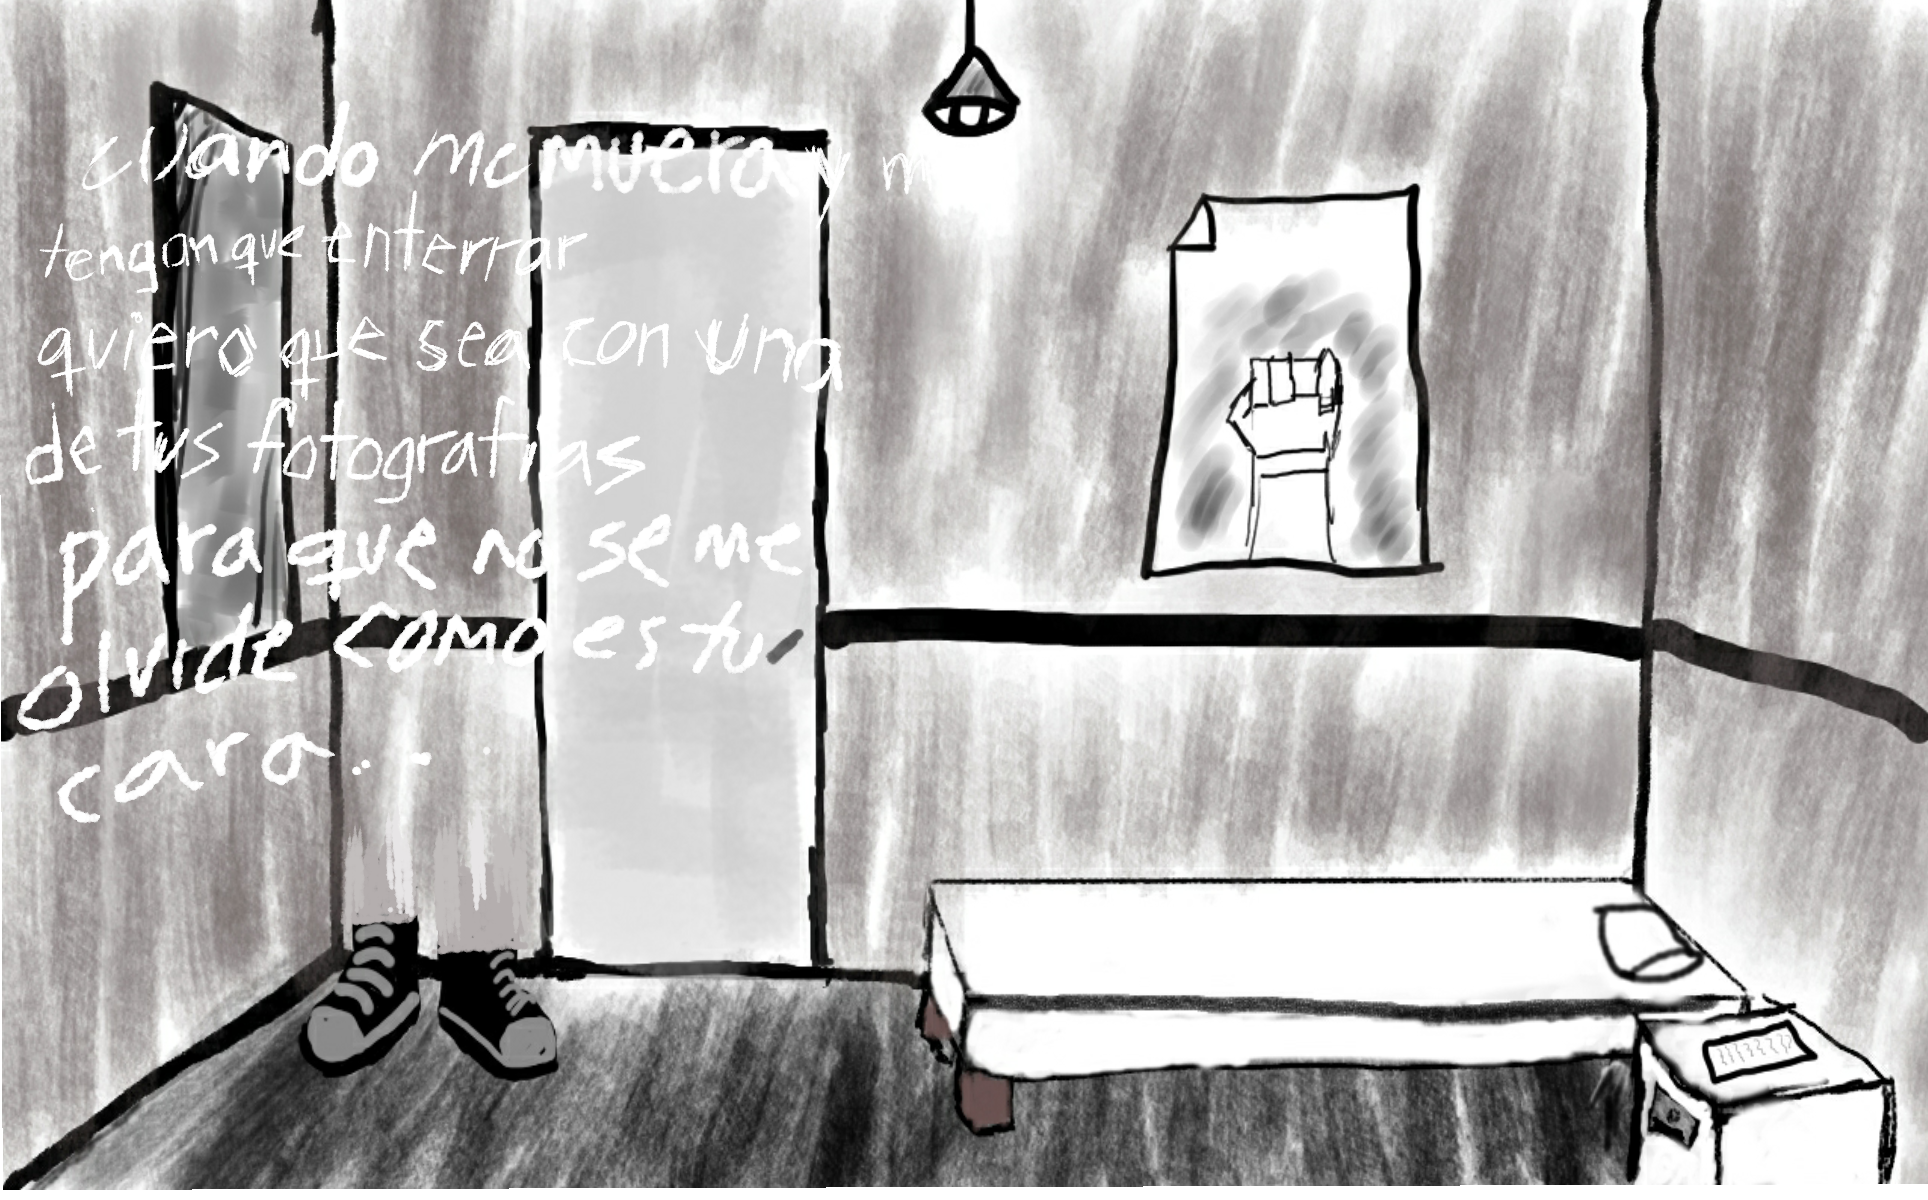 cuando me muera y m
tengan que enterrar
quiero que sea con una
de tus fotografias
para que no se me
olvide como es tu
cara...